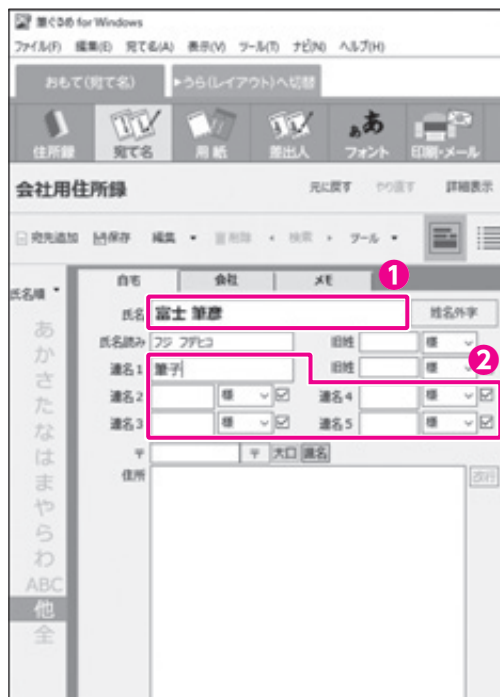 筆ぐるめ for Windows
ファイル(F) 編集(E) 宛て名(A) 表示(V) ツール(T) ナビ(N) ヘルプ(H)
おもて(宛て名) ▸うら(レイアウト)へ切替
住所録 宛て名 用紙 差出人 フォント 印刷・メール
会社用住所録 元に戻す やり直す 詳細表示
宛先追加 保存 編集 削除 検索 ツール
氏名順 自宅 会社 メモ 1
氏名 富士 筆彦 姓名外字
氏名読み フジ フデヒコ 旧姓 様 2
連名1 筆子 旧姓 様
連名2 様 連名4 様
連名3 様 連名5 様
〒 〒 大口 連名
住所 改行
あ
か
さ
た
な
は
ま
や
ら
わ
ABC
他
全